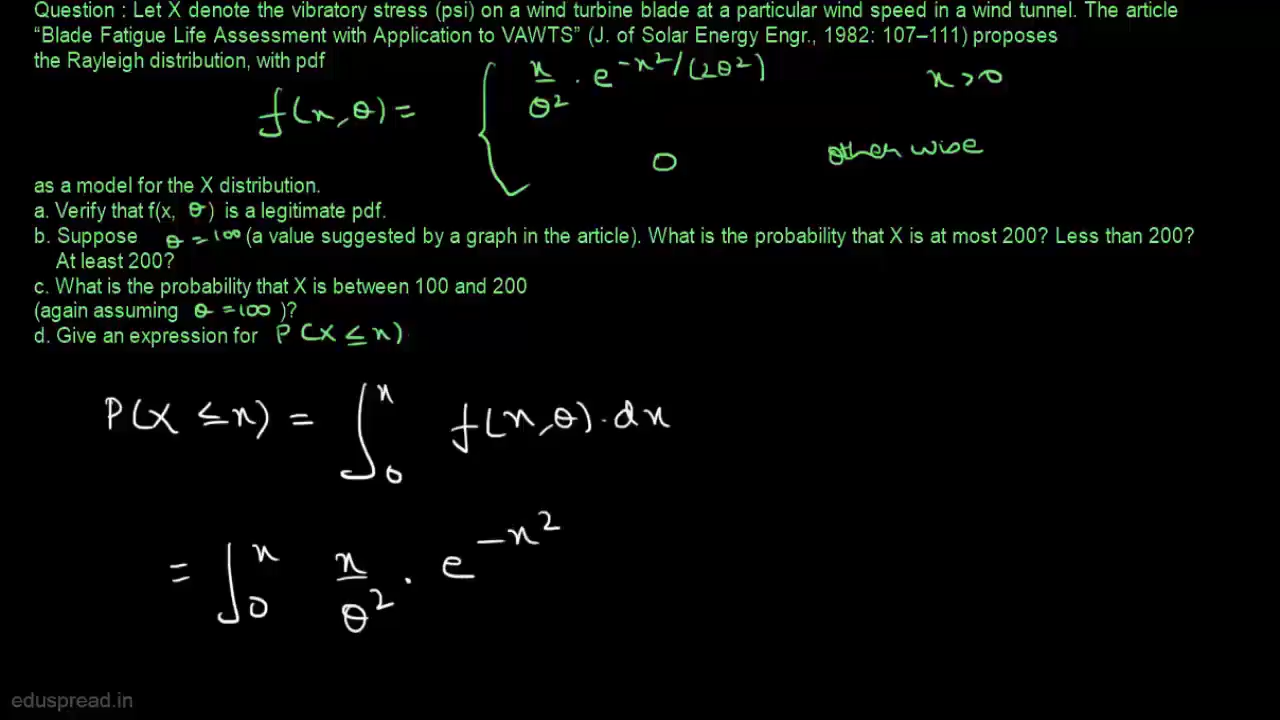 Question : Let X denote the vibratory stress (psi) on a wind turbine blade at a particular wind speed in a wind tunnel. The article
“Blade Fatigue Life Assessment with Application to VAWTS” (J. of Solar Energy Engr., 1982: 107–111) proposes
the Rayleigh distribution, with pdf
f(x, θ) = { x/θ² · e^(-x²/(2θ²)) x>0
0 otherwise
as a model for the X distribution.
a. Verify that f(x, θ) is a legitimate pdf.
b. Suppose θ = 100 (a value suggested by a graph in the article). What is the probability that X is at most 200? Less than 200?
At least 200?
c. What is the probability that X is between 100 and 200
(again assuming θ = 100 )?
d. Give an expression for P(X ≤ x)
P(X ≤ x) = ∫₀ˣ f(x, θ) · dx
= ∫₀ˣ x/θ² · e^(-x²)
eduspread.in